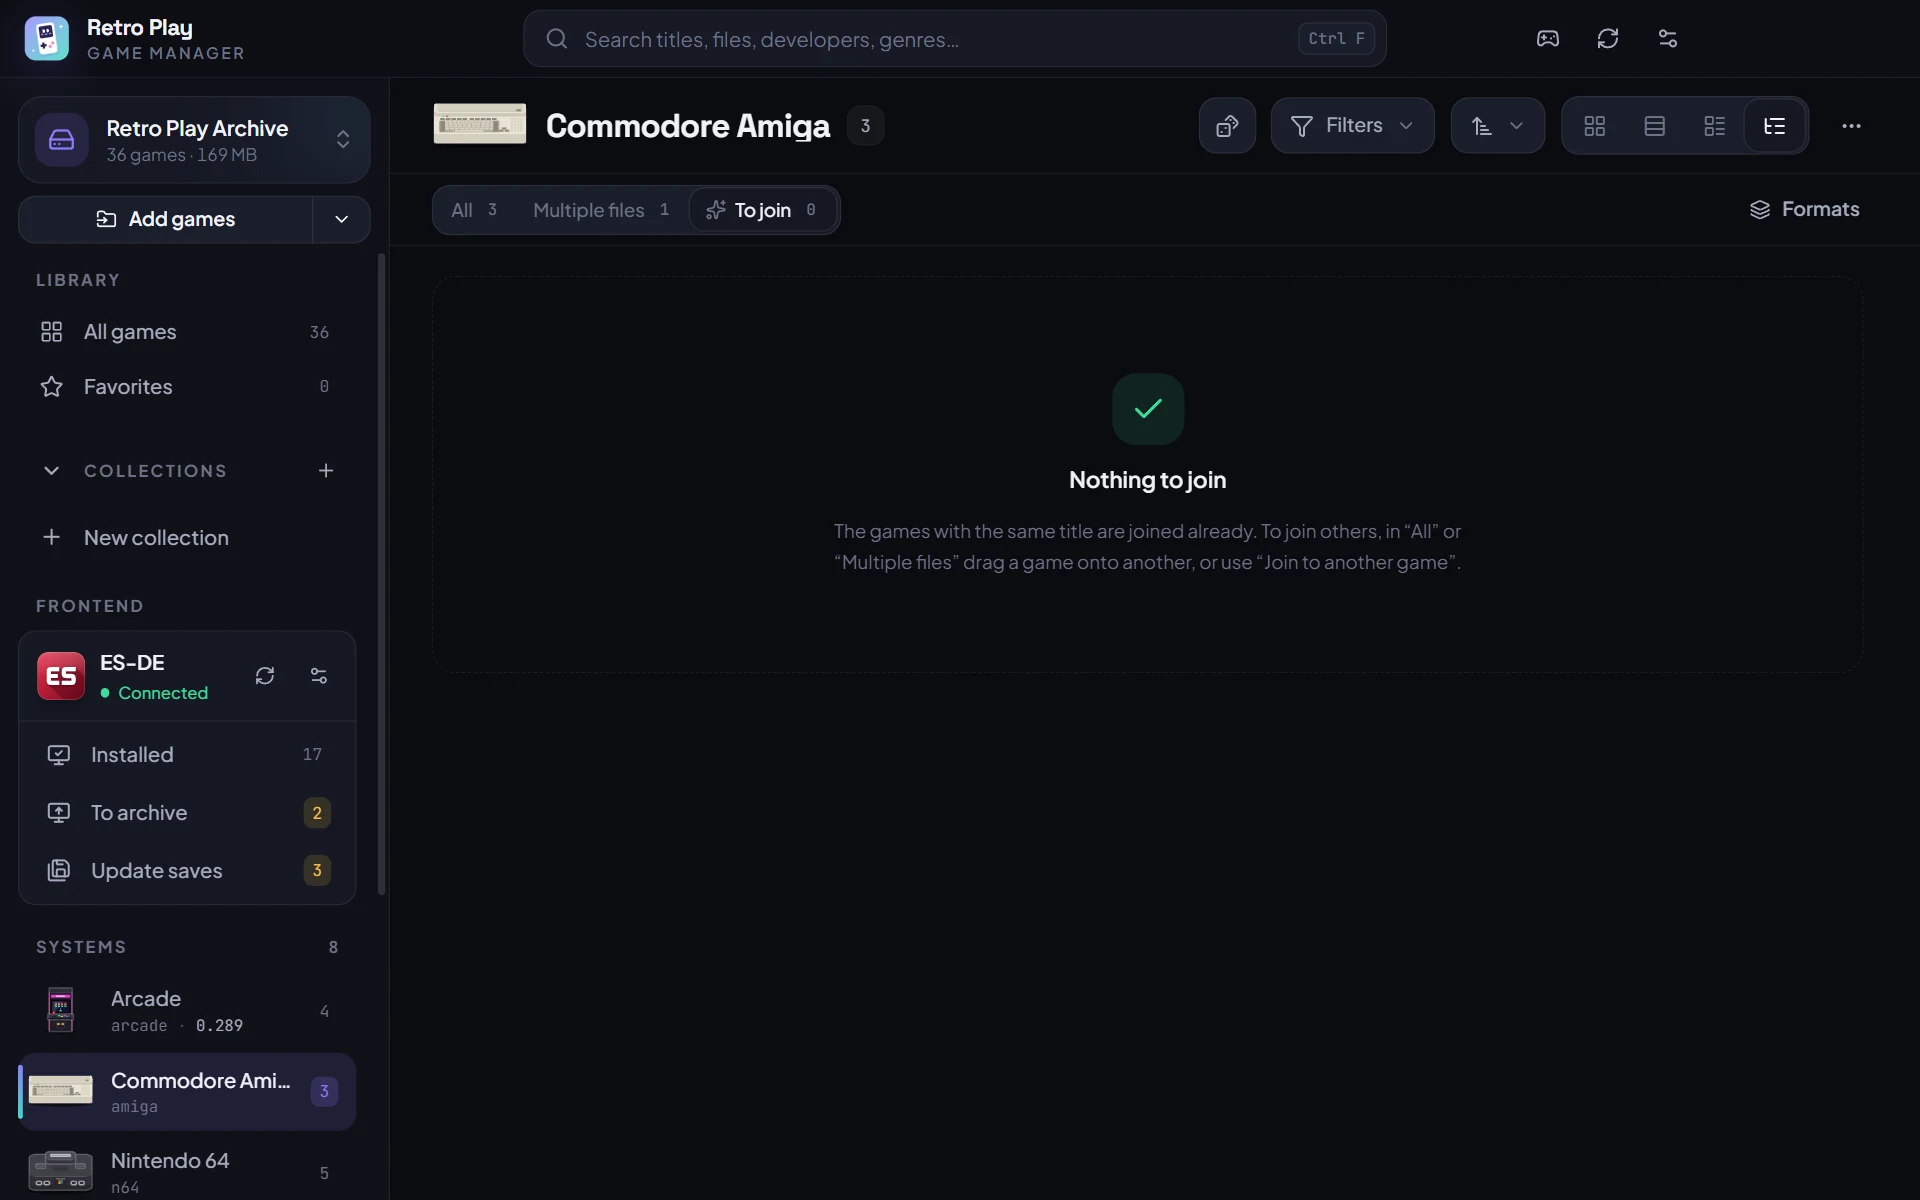 Retro Play
GAME MANAGER
Search titles, files, developers, genres…
Ctrl F
Retro Play Archive
36 games · 169 MB
Add games
LIBRARY
All games 36
Favorites 0
COLLECTIONS
New collection
FRONTEND
ES
ES-DE
Connected
Installed 17
To archive 2
Update saves 3
SYSTEMS 8
Arcade
arcade · 0.289
4
Commodore Ami…
amiga
3
Nintendo 64
n64
5
Commodore Amiga 3
Filters
All 3
Multiple files 1
To join 0
Formats
Nothing to join
The games with the same title are joined already. To join others, in “All” or
“Multiple files” drag a game onto another, or use “Join to another game”.